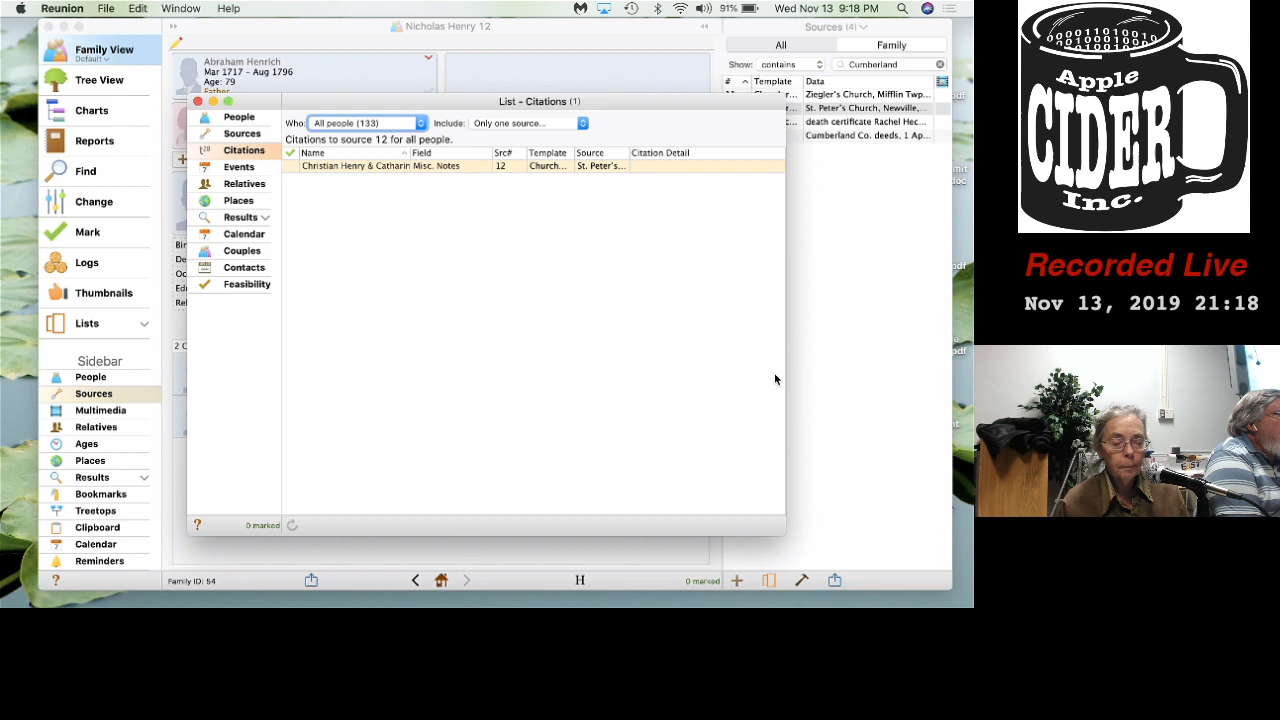 Reunion File Edit Window Help 91% Wed Nov 13 9:18 PM
Nicholas Henry 12
Sources (4)
Family View
Default
Tree View
Charts
Reports
Find
Change
Mark
Logs
Thumbnails
Lists
Sidebar
People
Sources
Multimedia
Relatives
Ages
Places
Results
Bookmarks
Treetops
Clipboard
Calendar
Reminders
?
Abraham Henrich
Mar 1717 - Aug 1796
Age: 79
Father
2 C
Family ID: 54
H
0 marked
List - Citations (1)
People
Sources
Citations
Events
Relatives
Places
Results
Calendar
Couples
Contacts
Feasibility
Who: All people (133) Include: Only one source...
Citations to source 12 for all people.
Name Field Src# Template Source Citation Detail
Christian Henry & Catharin Misc. Notes 12 Church... St. Peter's...
? 0 marked
All Family
Show: contains Cumberland
# Template Data
Ziegler's Church, Mifflin Twp...
St. Peter's Church, Newville,...
death certificate Rachel Hec...
Cumberland Co. deeds, 1 Ap...
000011010010
Apple
CIDER
Inc.
Recorded Live
Nov 13, 2019 21:18